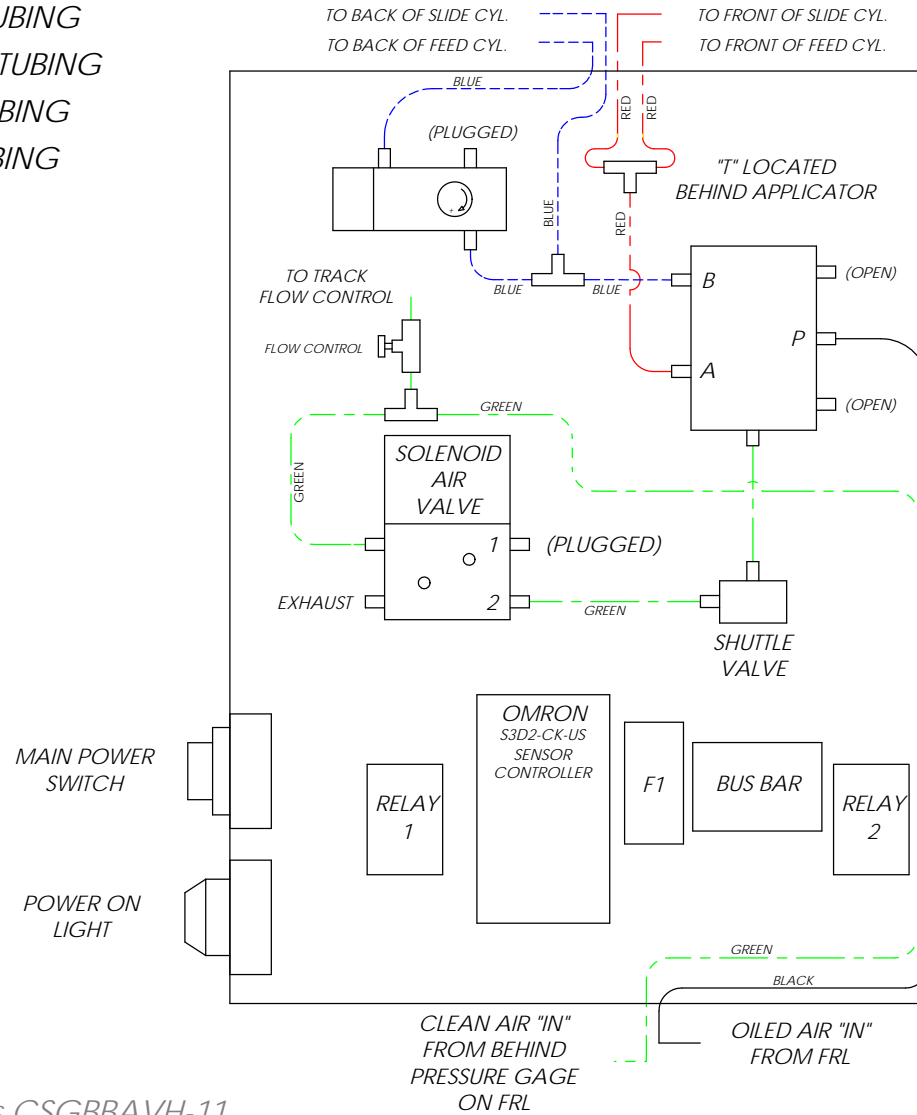 TUBING
TO BACK OF SLIDE CYL.
TO FRONT OF SLIDE CYL.
TO BACK OF FEED CYL.
TO FRONT OF FEED CYL.
TUBING
BLUE
RED
RED
(PLUGGED)
"T" LOCATED
BEHIND APPLICATOR
BLUE
RED
TO TRACK
FLOW CONTROL
BLUE
BLUE
B
(OPEN)
FLOW CONTROL
P
A
GREEN
(OPEN)
SOLENOID
AIR
VALVE
GREEN
1
(PLUGGED)
EXHAUST
2
GREEN
SHUTTLE
VALVE
OMRON
S3D2-CK-US
SENSOR
CONTROLLER
MAIN POWER
SWITCH
F1
BUS BAR
RELAY
1
RELAY
2
POWER ON
LIGHT
GREEN
BLACK
CLEAN AIR "IN"
FROM BEHIND
PRESSURE GAGE
ON FRL
OILED AIR "IN"
FROM FRL
CSGBBAVH-11